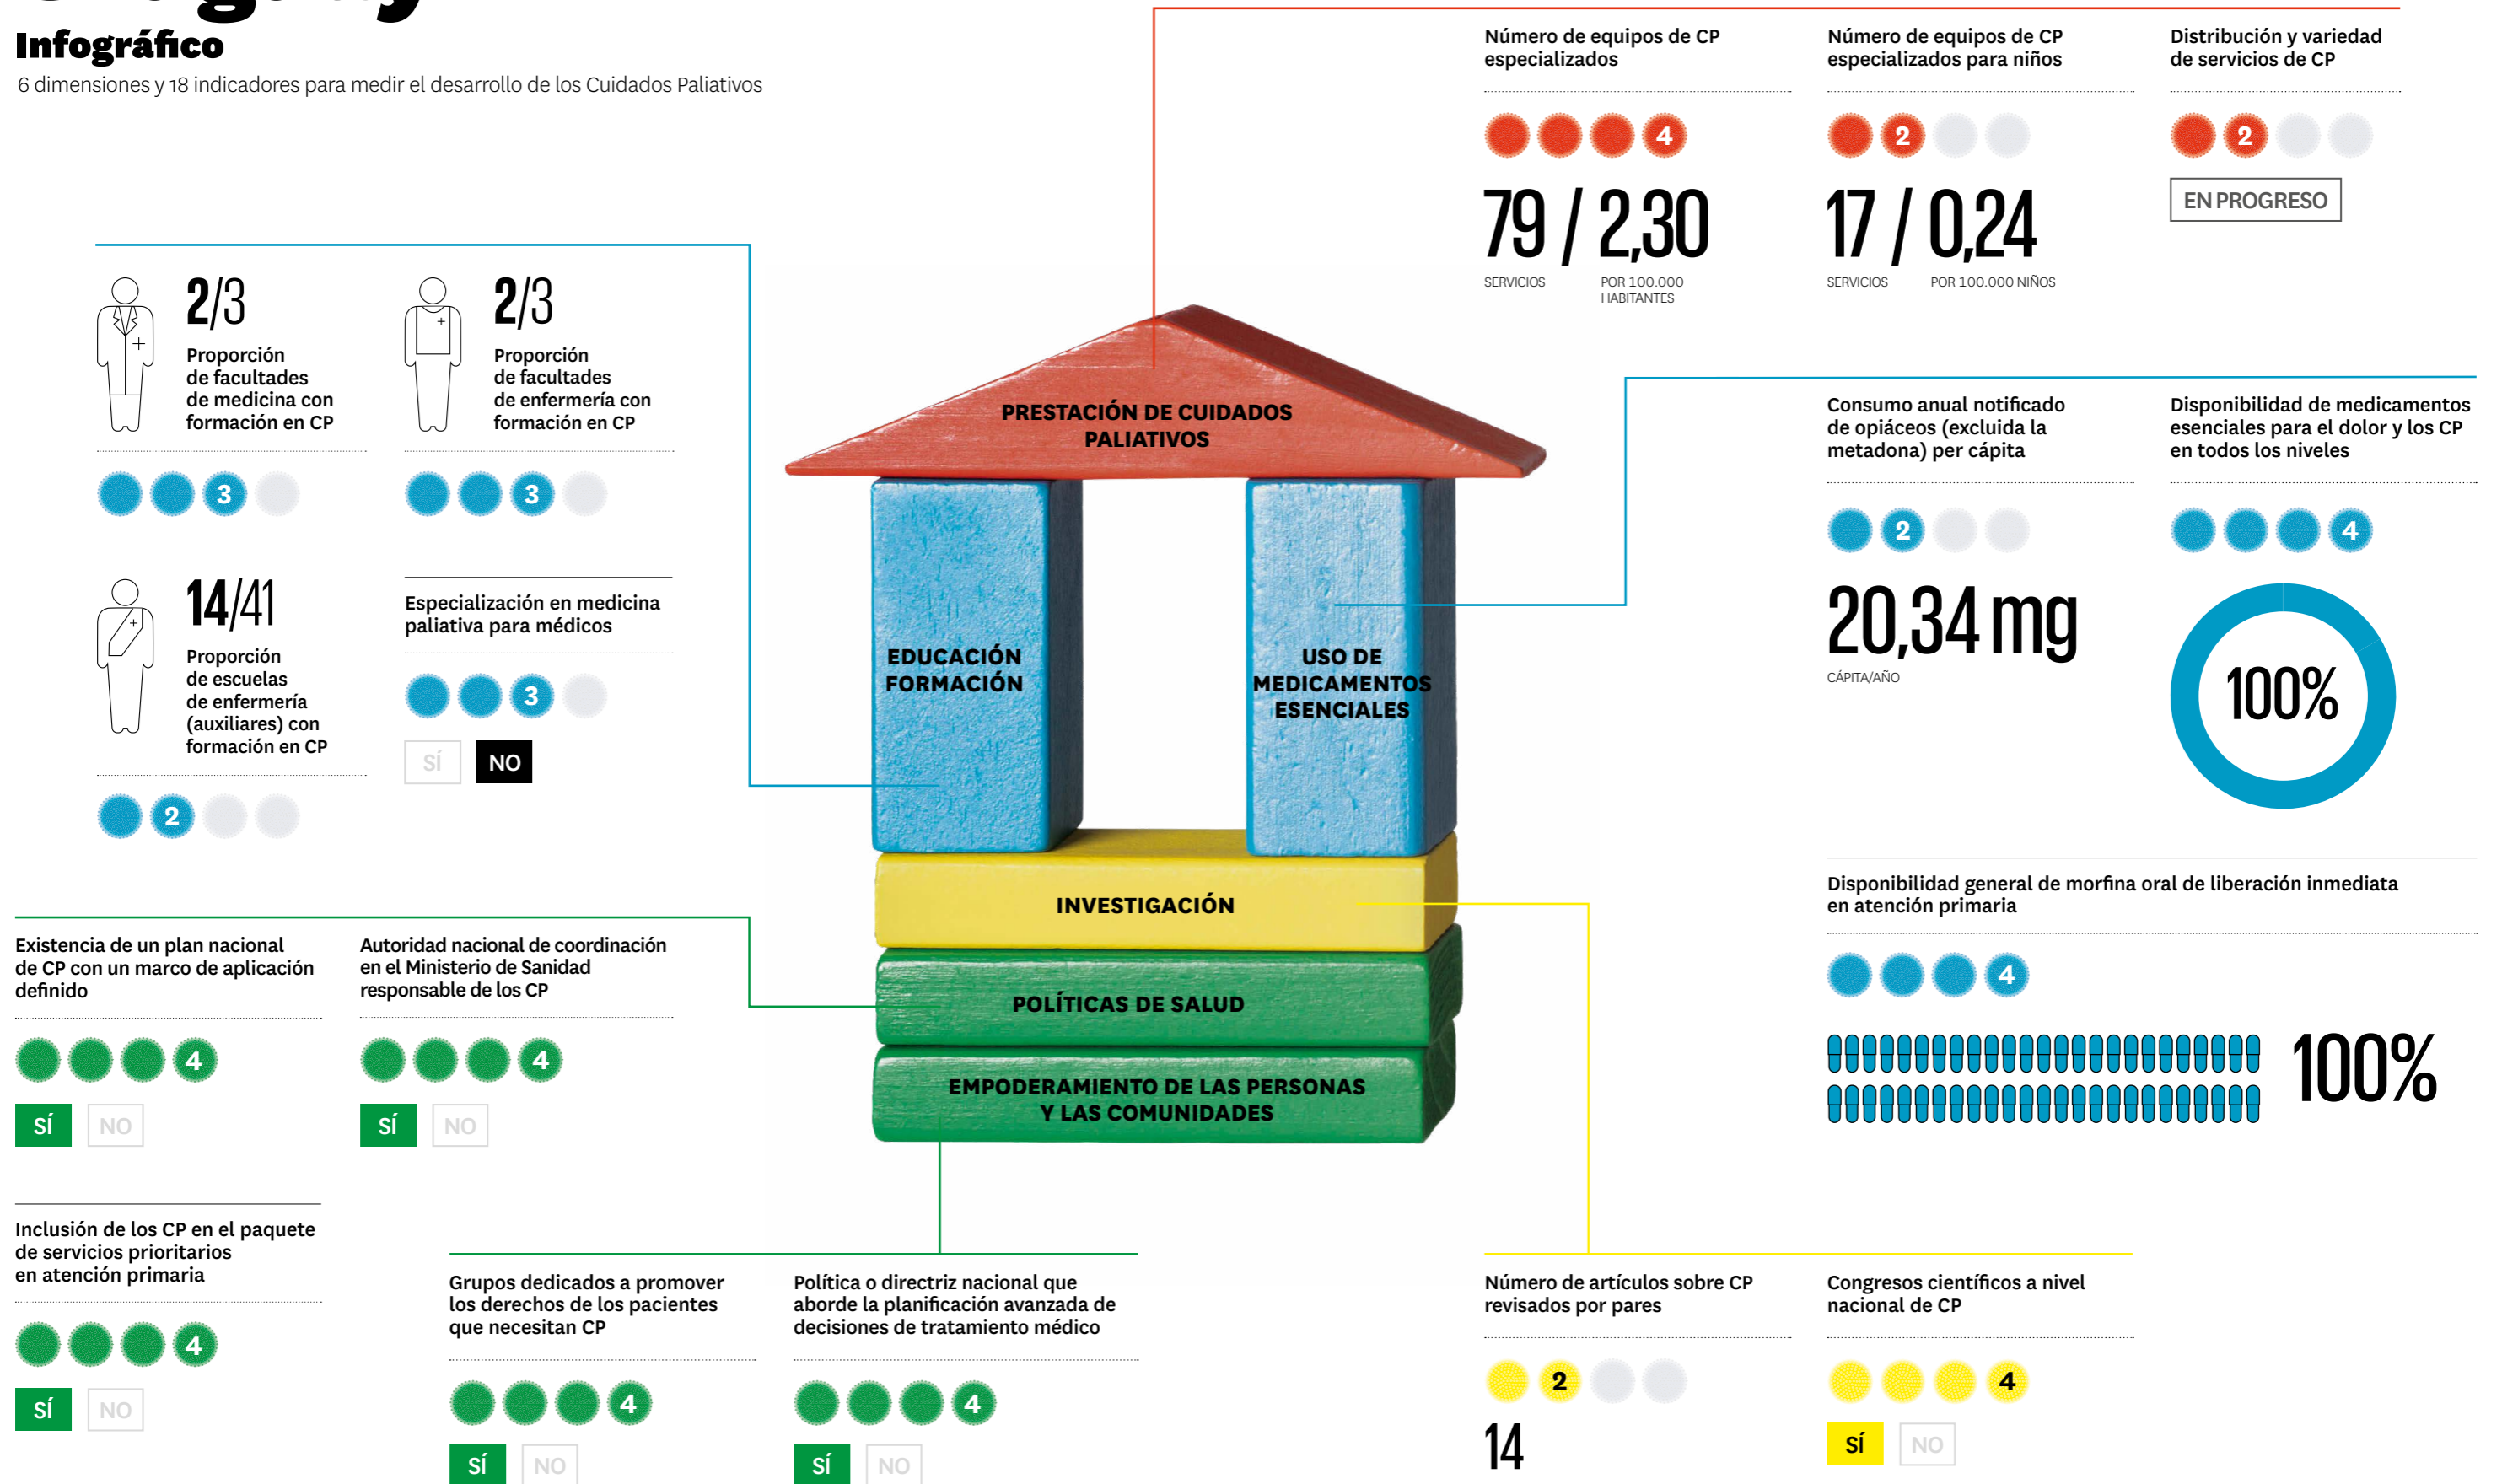 Infográfico
6 dimensiones y 18 indicadores para medir el desarrollo de los Cuidados Paliativos
Número de equipos de CP
especializados
4
79 / 2,30
SERVICIOS
POR 100.000
HABITANTES
Número de equipos de CP
especializados para niños
2
17 / 0,24
SERVICIOS
POR 100.000 NIÑOS
Distribución y variedad
de servicios de CP
2
EN PROGRESO
2/3
Proporción
de facultades
de medicina con
formación en CP
3
2/3
Proporción
de facultades
de enfermería con
formación en CP
3
14/41
Proporción
de escuelas
de enfermería
(auxiliares) con
formación en CP
2
Especialización en medicina
paliativa para médicos
3
SÍ NO
PRESTACIÓN DE CUIDADOS
PALIATIVOS
EDUCACIÓN
FORMACIÓN
USO DE
MEDICAMENTOS
ESENCIALES
INVESTIGACIÓN
POLÍTICAS DE SALUD
EMPODERAMIENTO DE LAS PERSONAS
Y LAS COMUNIDADES
Consumo anual notificado
de opiáceos (excluida la
metadona) per cápita
2
20,34 mg
CÁPITA/AÑO
Disponibilidad de medicamentos
esenciales para el dolor y los CP
en todos los niveles
4
100%
Disponibilidad general de morfina oral de liberación inmediata
en atención primaria
4
100%
Existencia de un plan nacional
de CP con un marco de aplicación
definido
4
SÍ NO
Autoridad nacional de coordinación
en el Ministerio de Sanidad
responsable de los CP
4
SÍ NO
Inclusión de los CP en el paquete
de servicios prioritarios
en atención primaria
4
SÍ NO
Grupos dedicados a promover
los derechos de los pacientes
que necesitan CP
4
SÍ NO
Política o directriz nacional que
aborde la planificación avanzada de
decisiones de tratamiento médico
4
SÍ NO
Número de artículos sobre CP
revisados por pares
2
14
Congresos científicos a nivel
nacional de CP
4
SÍ NO